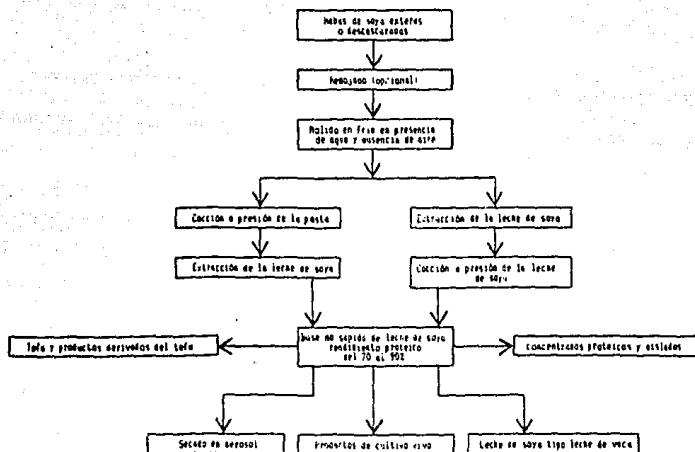 Habas de soya enteras
o descascaradas
Remojado (opcional)
Molido en frío en presencia
de agua y ausencia de aire
Cocción a presión de la pasta
Extracción de la leche de soya
Extracción de la leche de soya
Cocción a presión de la leche
de soya
Base no sápida de leche de soya
rendimiento proteico
del 70 al 90%
Tofu y productos derivados del tofu
Concentrados proteicos y aislados
Secado en aerosol
Propósitos de cultivo vivo
Leche de soya tipo leche de vaca